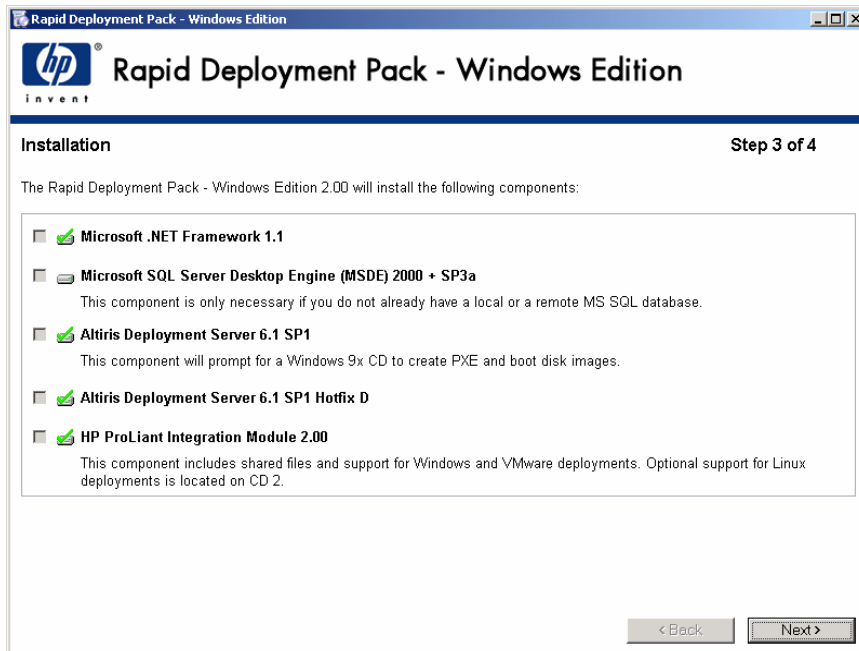 Rapid Deployment Pack - Windows Edition
hp®
invent
Rapid Deployment Pack - Windows Edition
Installation
Step 3 of 4
The Rapid Deployment Pack - Windows Edition 2.00 will install the following components:
Microsoft .NET Framework 1.1
Microsoft SQL Server Desktop Engine (MSDE) 2000 + SP3a
This component is only necessary if you do not already have a local or a remote MS SQL database.
Altiris Deployment Server 6.1 SP1
This component will prompt for a Windows 9x CD to create PXE and boot disk images.
Altiris Deployment Server 6.1 SP1 Hotfix D
HP ProLiant Integration Module 2.00
This component includes shared files and support for Windows and VMware deployments. Optional support for Linux
deployments is located on CD 2.
< Back
Next >